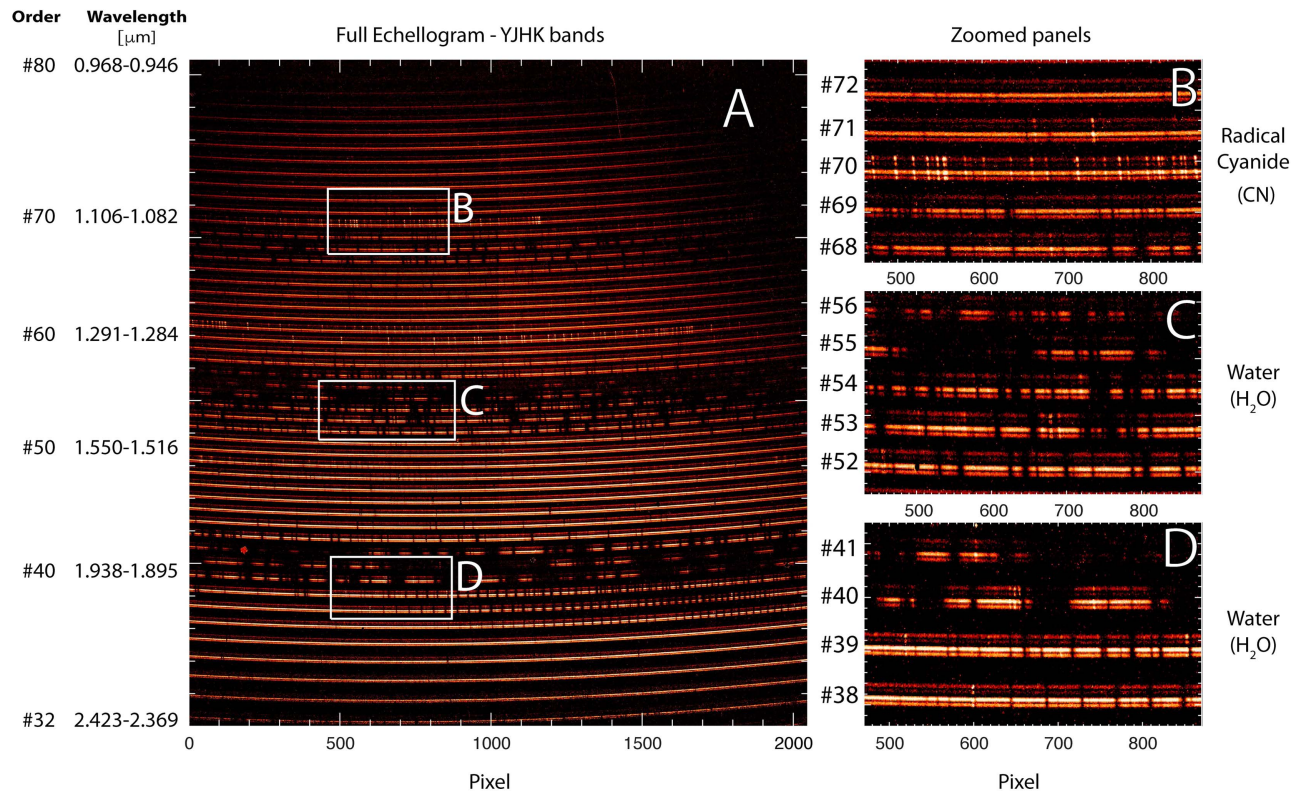 Order Wavelength
[μm]
Full Echellogram - YJHK bands
Zoomed panels
#80 0.968-0.946
#70 1.106-1.082
#60 1.291-1.284
#50 1.550-1.516
#40 1.938-1.895
#32 2.423-2.369
A
B
C
D
0 500 1000 1500 2000
Pixel
#72
#71
#70
#69
#68
B
500 600 700 800
Radical
Cyanide
(CN)
#56
#55
#54
#53
#52
C
500 600 700 800
Water
(H₂O)
#41
#40
#39
#38
D
500 600 700 800
Water
(H₂O)
Pixel